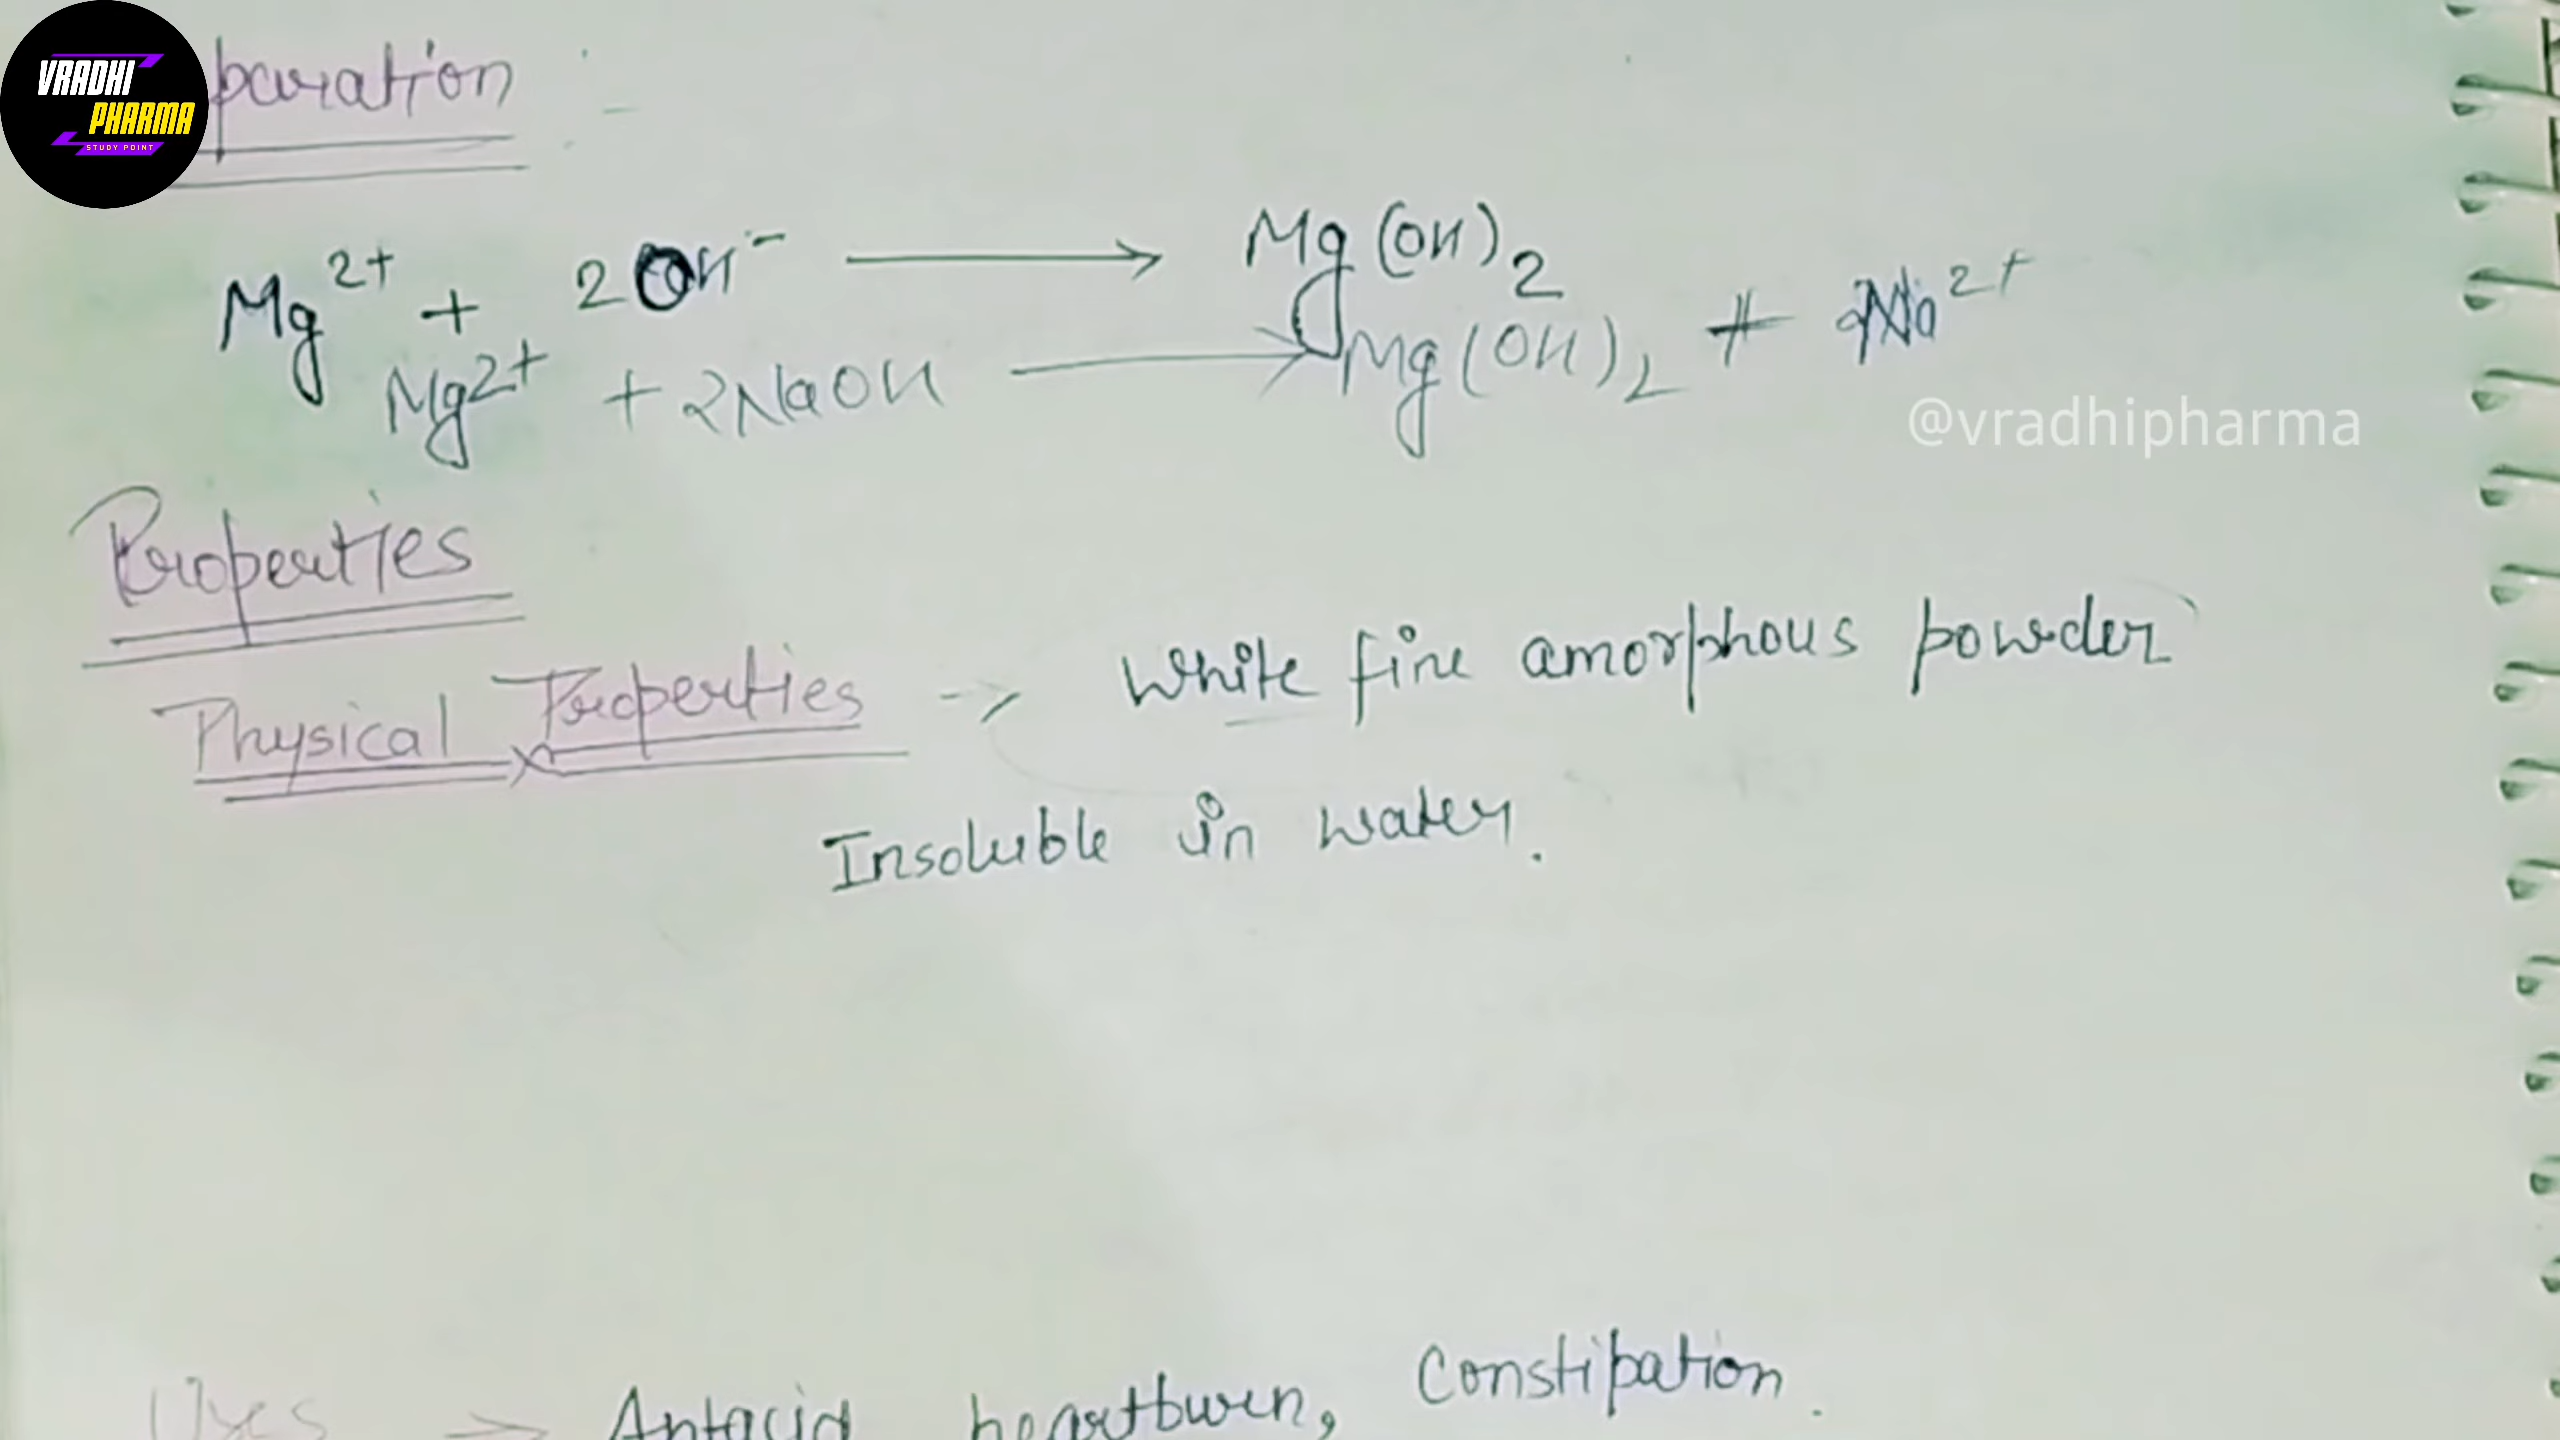 VRADHI
PHARMA
STUDY POINT
paration :-
Mg²⁺ + 2OH⁻ → Mg(OH)₂
Mg²⁺ + 2NaOH → Mg(OH)₂ + 2Na²⁺
@vradhipharma
Properties
Physical Properties -> White fine amorphous powder
Insoluble in water.
Uses → Antacid heartburn, Constipation.